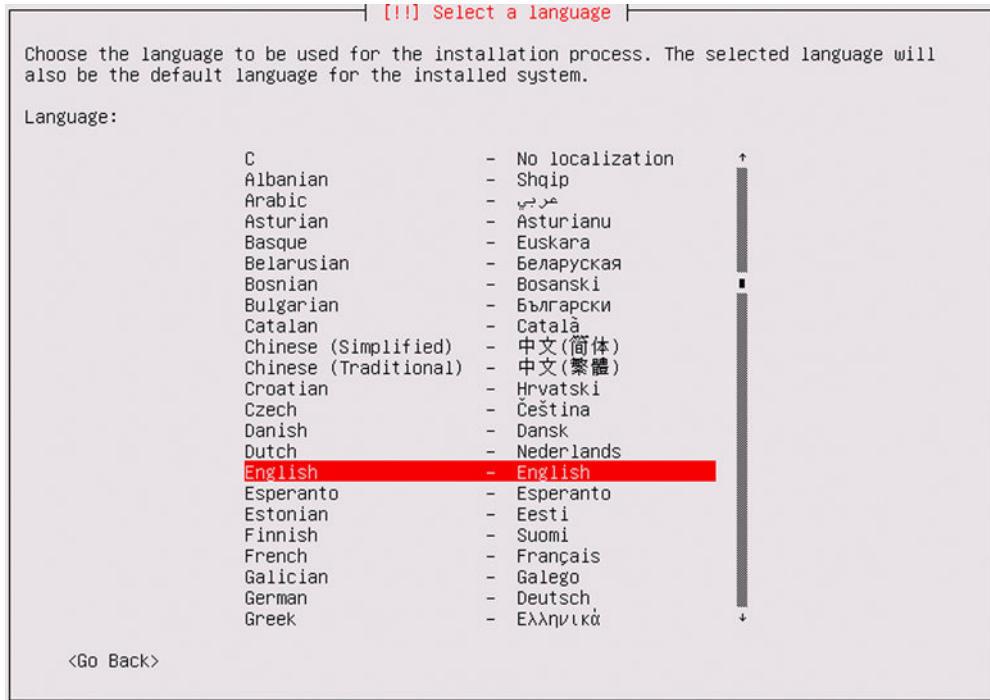 [!!] Select a language
Choose the language to be used for the installation process. The selected language will
also be the default language for the installed system.
Language:
C - No localization
Albanian - Shqip
Arabic - عربي
Asturian - Asturianu
Basque - Euskara
Belarusian - Беларуская
Bosnian - Bosanski
Bulgarian - Български
Catalan - Català
Chinese (Simplified) - 中文(简体)
Chinese (Traditional) - 中文(繁體)
Croatian - Hrvatski
Czech - Čeština
Danish - Dansk
Dutch - Nederlands
English - English
Esperanto - Esperanto
Estonian - Eesti
Finnish - Suomi
French - Français
Galician - Galego
German - Deutsch
Greek - Ελληνικά
<Go Back>